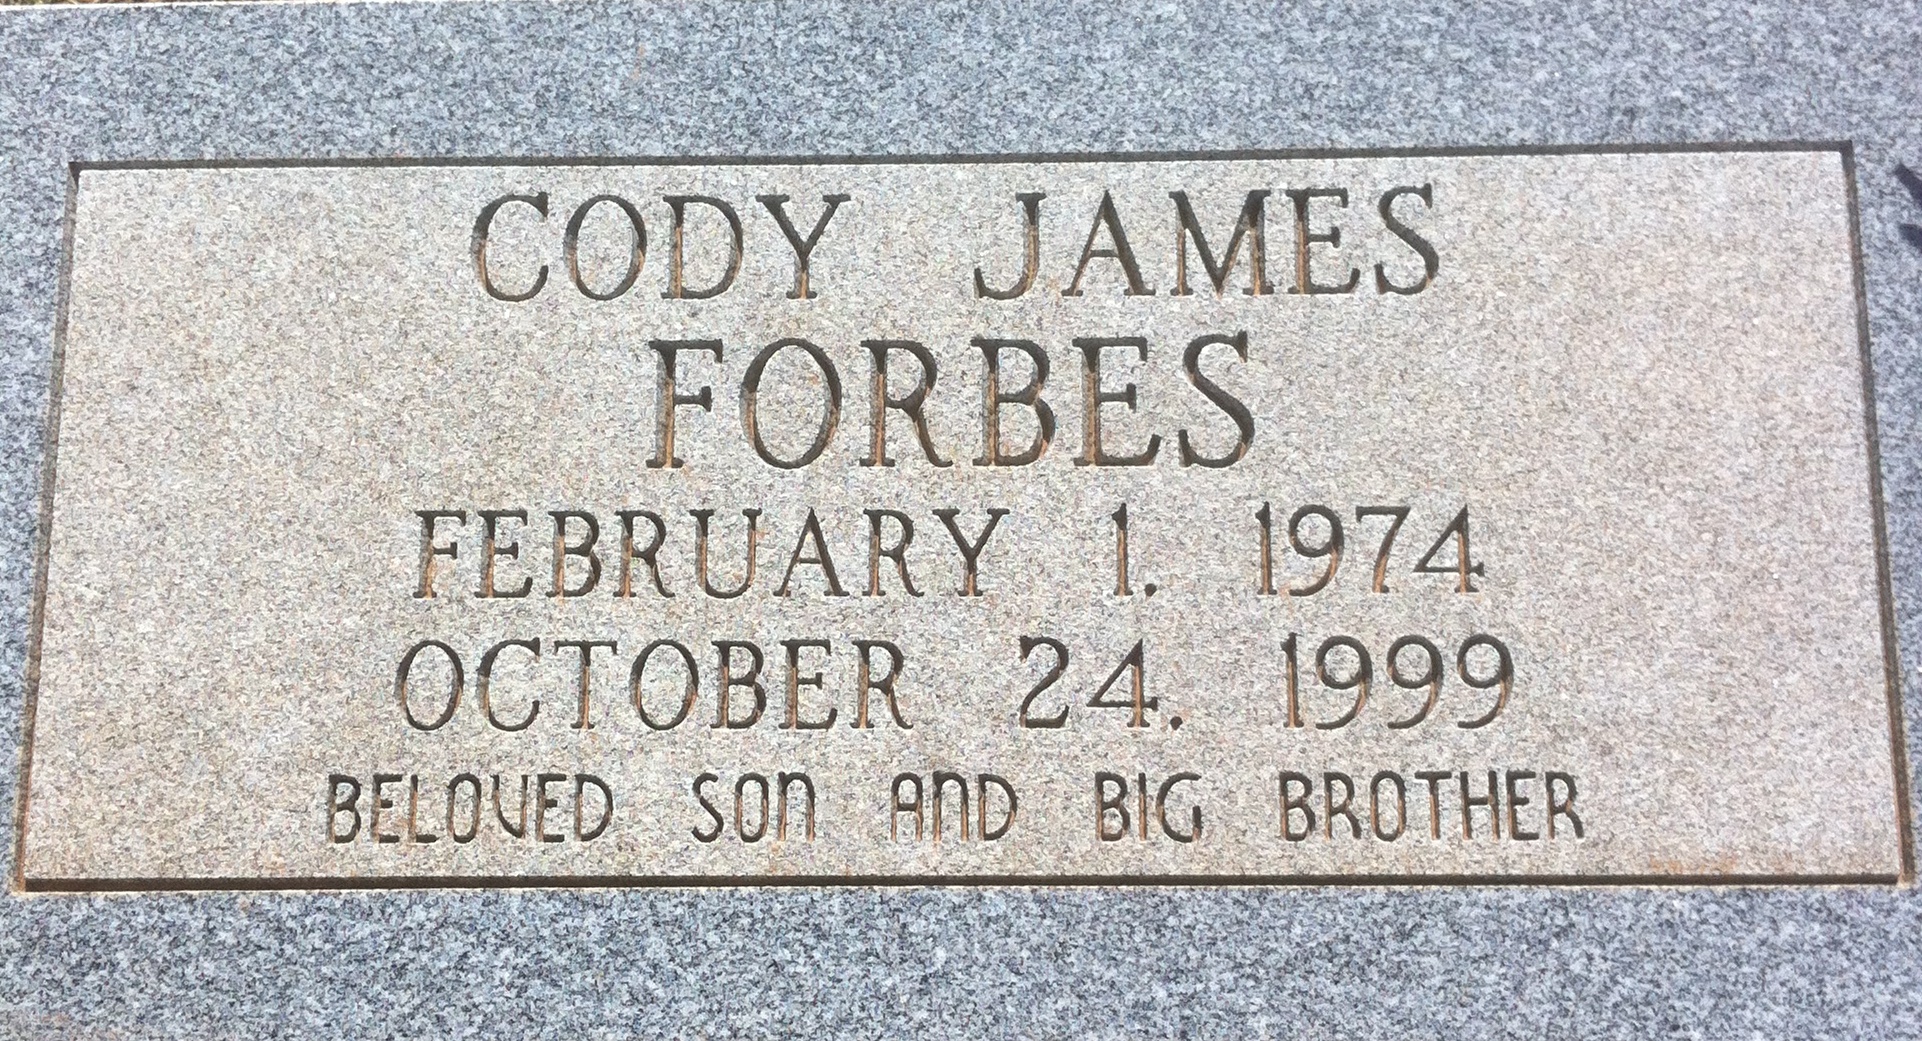 CODY JAMES
FORBES
FEBRUARY 1. 1974
OCTOBER 24. 1999
BELOVED SON AND BIG BROTHER